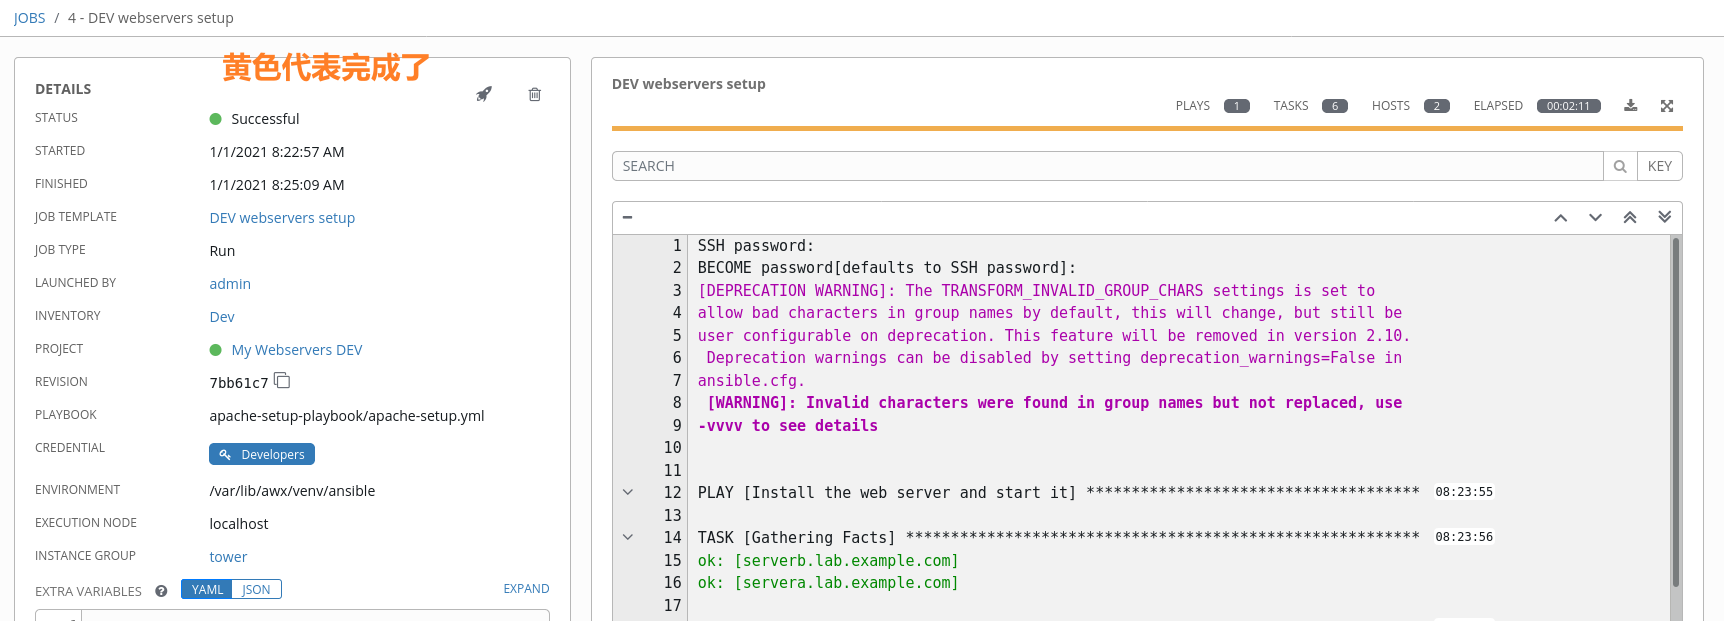 JOBS / 4 - DEV webservers setup
黄色代表完成了
DETAILS
STATUS Successful
STARTED 1/1/2021 8:22:57 AM
FINISHED 1/1/2021 8:25:09 AM
JOB TEMPLATE DEV webservers setup
JOB TYPE Run
LAUNCHED BY admin
INVENTORY Dev
PROJECT My Webservers DEV
REVISION 7bb61c7
PLAYBOOK apache-setup-playbook/apache-setup.yml
CREDENTIAL Developers
ENVIRONMENT /var/lib/awx/venv/ansible
EXECUTION NODE localhost
INSTANCE GROUP tower
EXTRA VARIABLES ? YAML JSON EXPAND
DEV webservers setup
PLAYS 1 TASKS 6 HOSTS 2 ELAPSED 00:02:11
SEARCH KEY
1 SSH password:
2 BECOME password[defaults to SSH password]:
3 [DEPRECATION WARNING]: The TRANSFORM_INVALID_GROUP_CHARS settings is set to
4 allow bad characters in group names by default, this will change, but still be
5 user configurable on deprecation. This feature will be removed in version 2.10.
6 Deprecation warnings can be disabled by setting deprecation_warnings=False in
7 ansible.cfg.
8 [WARNING]: Invalid characters were found in group names but not replaced, use
9 -vvvv to see details
10
11
12 PLAY [Install the web server and start it] ************************************* 08:23:55
13
14 TASK [Gathering Facts] ********************************************************* 08:23:56
15 ok: [serverb.lab.example.com]
16 ok: [servera.lab.example.com]
17